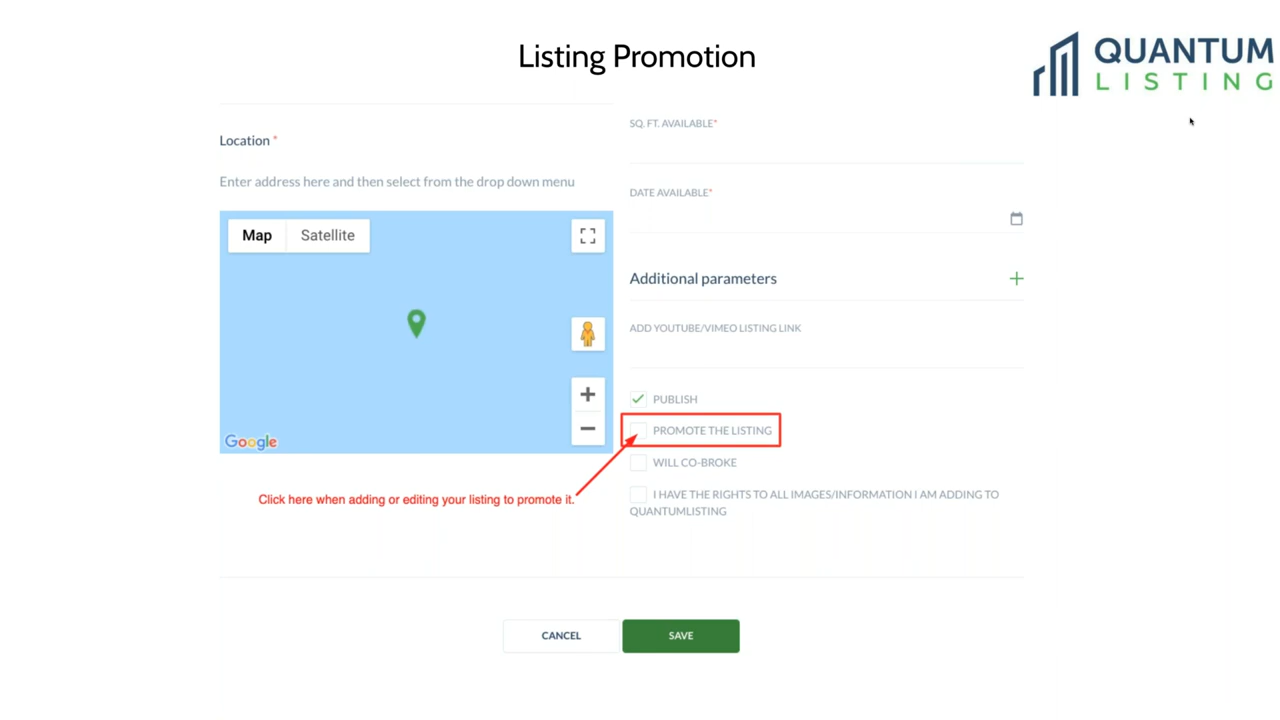 Listing Promotion
QUANTUM
LISTING
Location *
Enter address here and then select from the drop down menu
Map
Satellite
Google
Click here when adding or editing your listing to promote it.
SQ. FT. AVAILABLE*
DATE AVAILABLE*
Additional parameters
ADD YOUTUBE/VIMEO LISTING LINK
PUBLISH
PROMOTE THE LISTING
WILL CO-BROKE
I HAVE THE RIGHTS TO ALL IMAGES/INFORMATION I AM ADDING TO
QUANTUMLISTING
CANCEL
SAVE